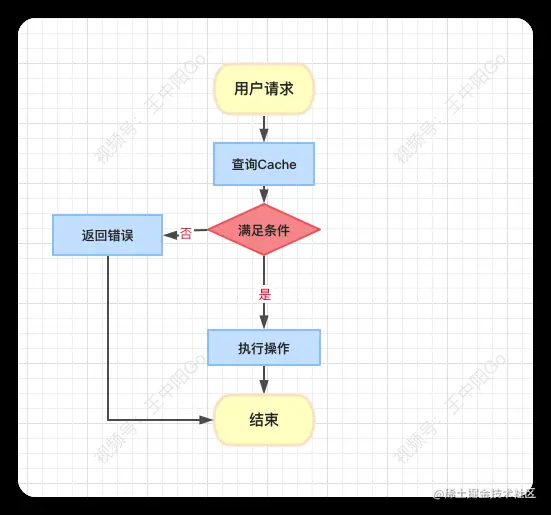 用户请求
查询Cache
满足条件
否
返回错误
是
执行操作
结束
视频号：王中阳Go
视频号：王中阳Go
视频号：王中阳Go
视频号：王中阳Go
@稀土掘金技术社区